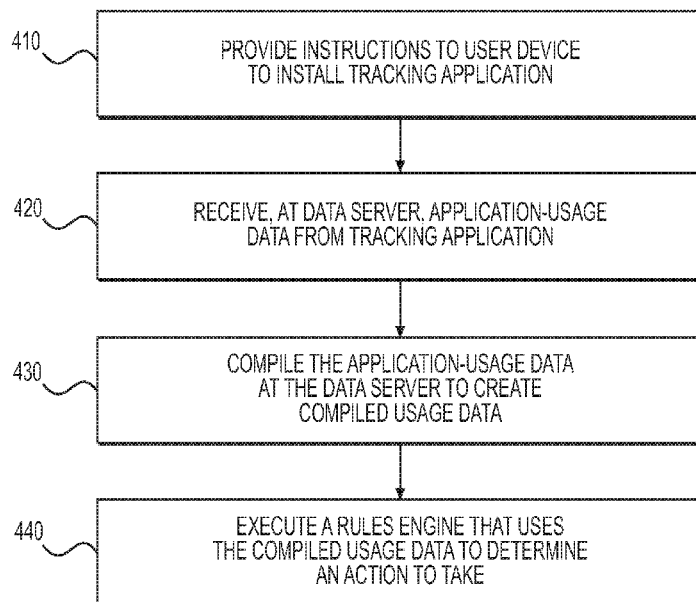 410
PROVIDE INSTRUCTIONS TO USER DEVICE
TO INSTALL TRACKING APPLICATION
420
RECEIVE, AT DATA SERVER, APPLICATION-USAGE
DATA FROM TRACKING APPLICATION
430
COMPILE THE APPLICATION-USAGE DATA
AT THE DATA SERVER TO CREATE
COMPILED USAGE DATA
440
EXECUTE A RULES ENGINE THAT USES
THE COMPILED USAGE DATA TO DETERMINE
AN ACTION TO TAKE